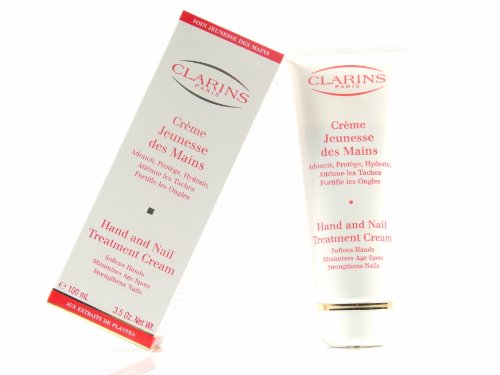 SOIN JEUNESSE DES MAINS
CLARINS
PARIS
Crème
Jeunesse
des Mains
Adoucit, Protège, Hydrate,
Atténue les Taches
Fortifie les Ongles
Hand and Nail
Treatment Cream
Softens Hands
Minimizes Age Spots
Strengthens Nails
℮ 100 mL 3.5 Oz. Net Wt.
AUX EXTRAITS DE PLANTES
CLARINS
PARIS
Crème
Jeunesse
des Mains
Adoucit, Protège, Hydrate,
Atténue les Taches
Fortifie les Ongles
Hand and Nail
Treatment Cream
Softens Hands
Minimizes Age Spots
Strengthens Nails